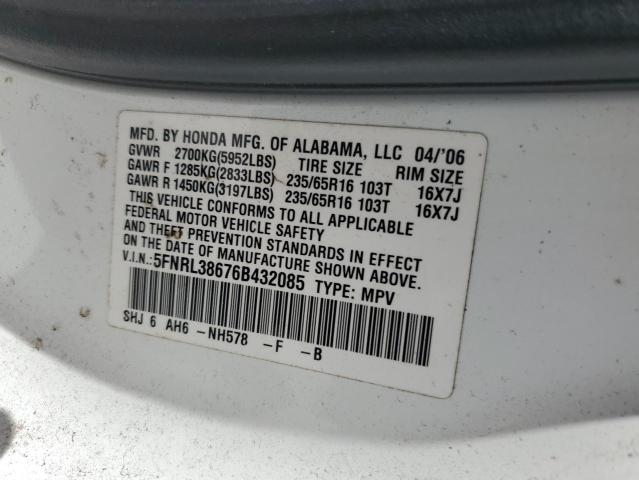 MFD. BY HONDA MFG. OF ALABAMA, LLC 04/'06
GVWR 2700KG(5952LBS) TIRE SIZE RIM SIZE
GAWR F 1285KG(2833LBS) 235/65R16 103T 16X7J
GAWR R 1450KG(3197LBS) 235/65R16 103T 16X7J
THIS VEHICLE CONFORMS TO ALL APPLICABLE
FEDERAL MOTOR VEHICLE SAFETY
AND THEFT PREVENTION STANDARDS IN EFFECT
ON THE DATE OF MANUFACTURE SHOWN ABOVE.
V.I.N.:5FNRL38676B432085 TYPE: MPV
SHJ 6 AH6 -NH578 -F -B